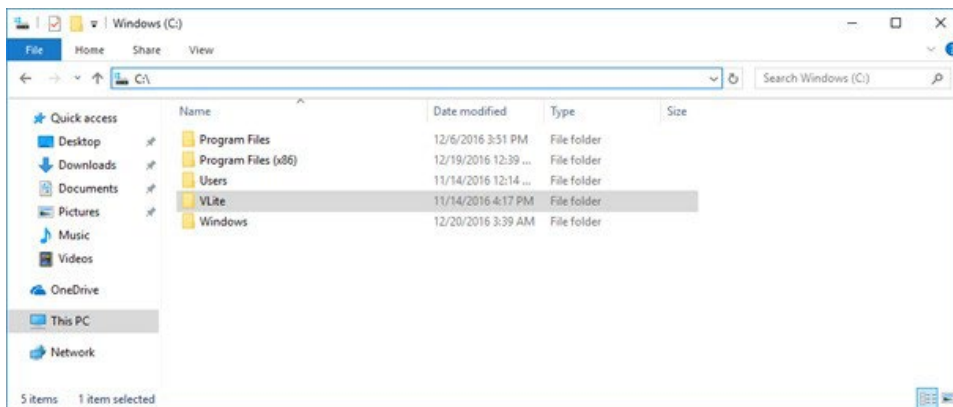 Windows (C:)
File Home Share View
C:\ Search Windows (C:)
Name Date modified Type Size
Quick access
Desktop
Downloads
Documents
Pictures
Music
Videos
OneDrive
This PC
Network
Program Files 12/6/2016 3:51 PM File folder
Program Files (x86) 12/19/2016 12:39 ... File folder
Users 11/14/2016 12:14 ... File folder
VLite 11/14/2016 4:17 PM File folder
Windows 12/20/2016 3:39 AM File folder
5 items 1 item selected